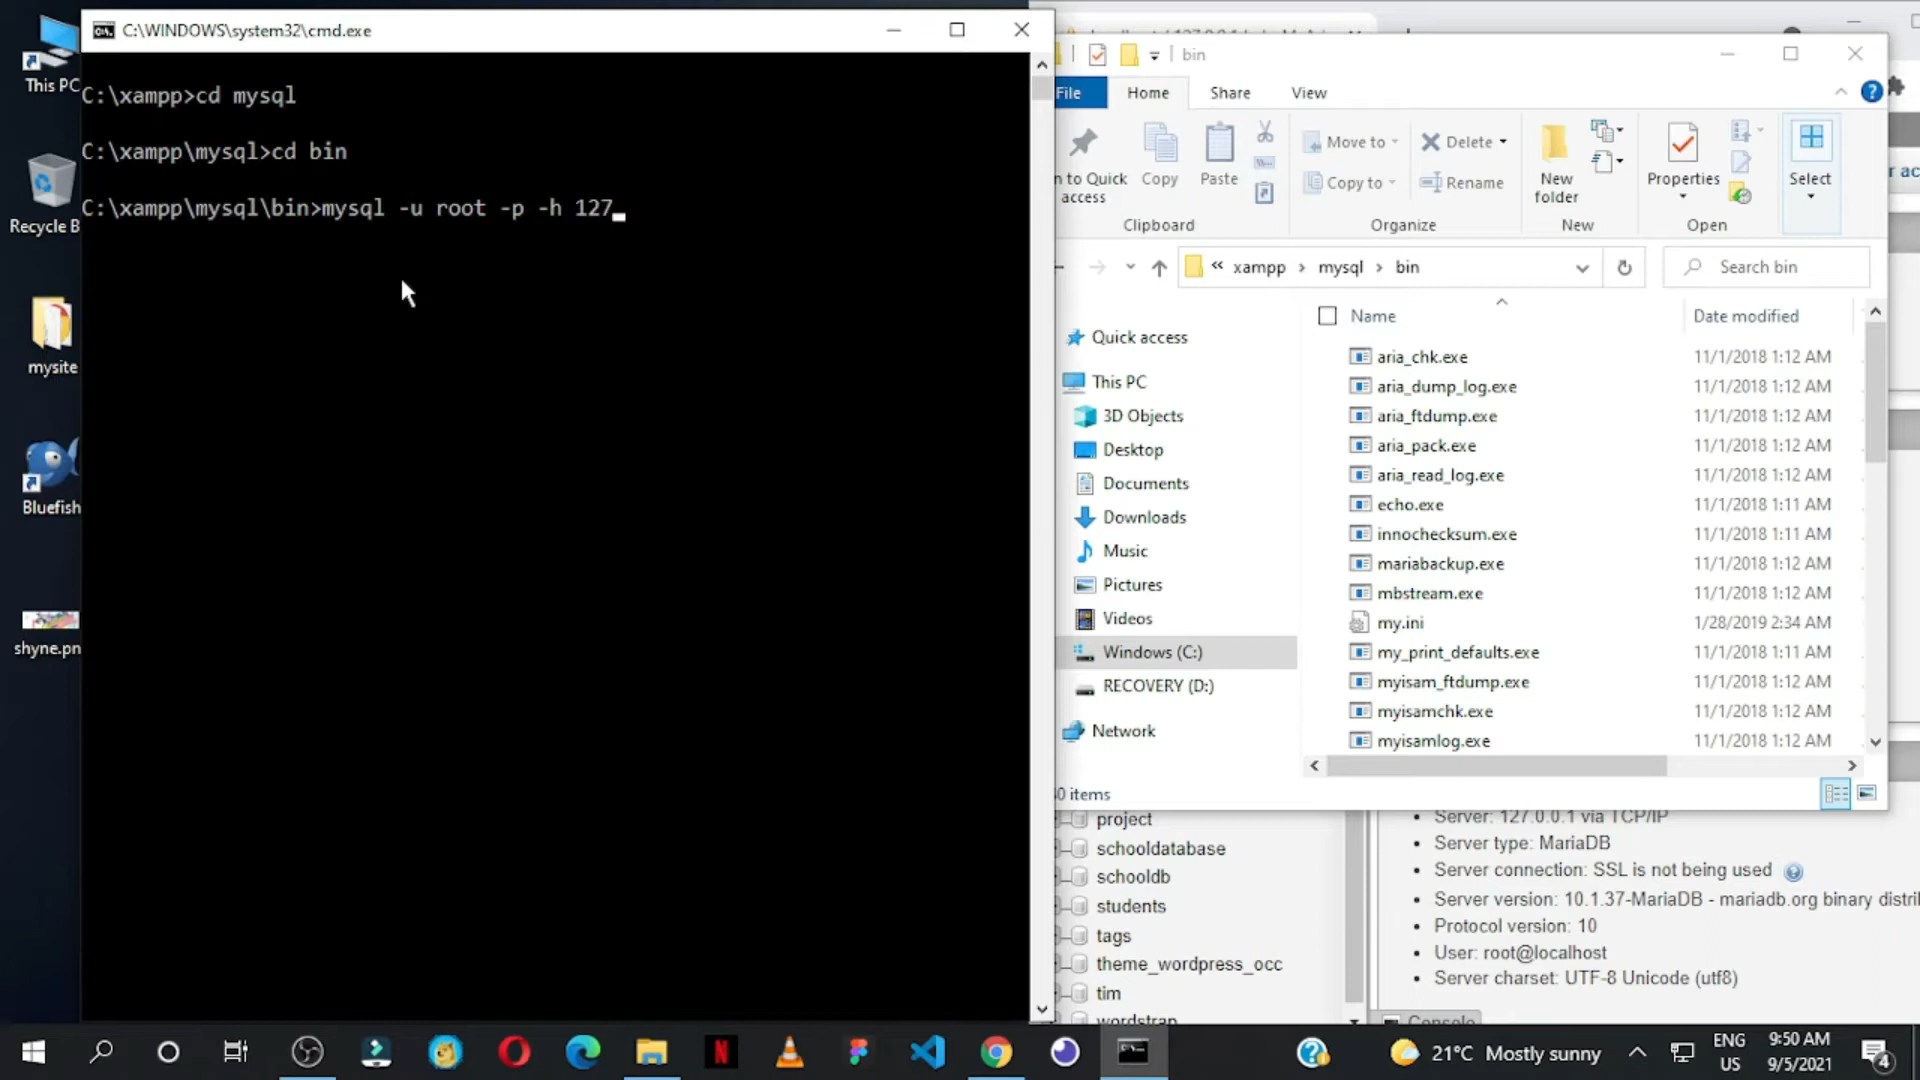 This PC
Recycle B
mysite
Bluefish
shyne.pn
C:\WINDOWS\system32\cmd.exe
C:\xampp>cd mysql
C:\xampp\mysql>cd bin
C:\xampp\mysql\bin>mysql -u root -p -h 127_
bin
File
Home
Share
View
n to Quick
access
Copy
Paste
Clipboard
Move to
Copy to
Delete
Rename
Organize
New
folder
New
Properties
Open
Select
« xampp > mysql > bin
Search bin
Quick access
This PC
3D Objects
Desktop
Documents
Downloads
Music
Pictures
Videos
Windows (C:)
RECOVERY (D:)
Network
Name Date modified
aria_chk.exe 11/1/2018 1:12 AM
aria_dump_log.exe 11/1/2018 1:12 AM
aria_ftdump.exe 11/1/2018 1:12 AM
aria_pack.exe 11/1/2018 1:12 AM
aria_read_log.exe 11/1/2018 1:12 AM
echo.exe 11/1/2018 1:11 AM
innochecksum.exe 11/1/2018 1:11 AM
mariabackup.exe 11/1/2018 1:12 AM
mbstream.exe 11/1/2018 1:12 AM
my.ini 1/28/2019 2:34 AM
my_print_defaults.exe 11/1/2018 1:11 AM
myisam_ftdump.exe 11/1/2018 1:12 AM
myisamchk.exe 11/1/2018 1:12 AM
myisamlog.exe 11/1/2018 1:12 AM
0 items
project
schooldatabase
schooldb
students
tags
theme_wordpress_occ
tim
wordstrap
Server: 127.0.0.1 via TCP/IP
Server type: MariaDB
Server connection: SSL is not being used
Server version: 10.1.37-MariaDB - mariadb.org binary distril
Protocol version: 10
User: root@localhost
Server charset: UTF-8 Unicode (utf8)
Console
r ac
21°C Mostly sunny
ENG
US
9:50 AM
9/5/2021
4